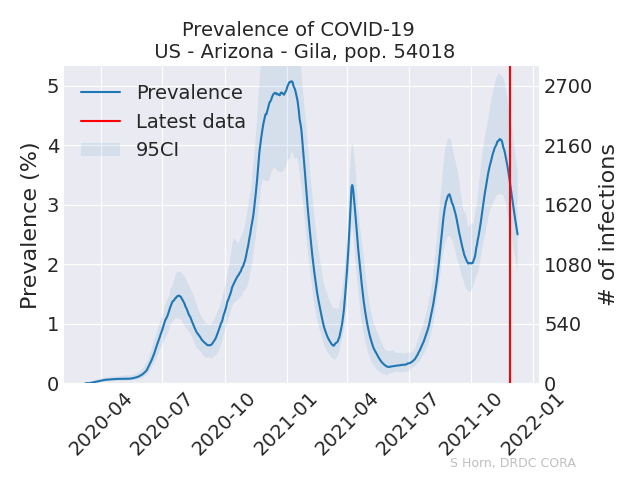 Prevalence of COVID-19
US - Arizona - Gila, pop. 54018
Prevalence
Latest data
95CI
Prevalence (%)
5
4
3
2
1
0
2700
2160
1620
1080
540
0
# of infections
2020-04
2020-07
2020-10
2021-01
2021-04
2021-07
2021-10
2022-01
S Horn, DRDC CORA